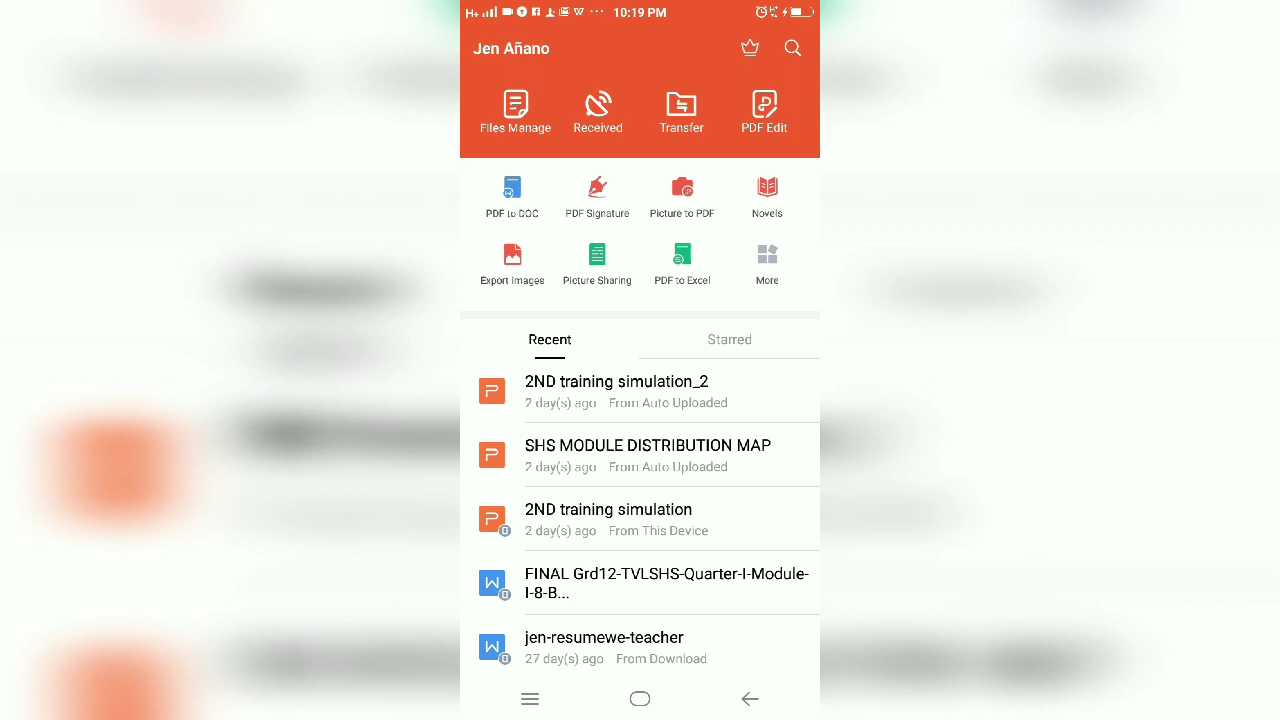 H+ 10:19 PM
Jen Añano
Files Manage Received Transfer PDF Edit
PDF to DOC PDF Signature Picture to PDF Novels
Export images Picture Sharing PDF to Excel More
Recent Starred
2ND training simulation_2
2 day(s) ago From Auto Uploaded
SHS MODULE DISTRIBUTION MAP
2 day(s) ago From Auto Uploaded
2ND training simulation
2 day(s) ago From This Device
FINAL Grd12-TVLSHS-Quarter-I-Module-
I-8-B...
jen-resumewe-teacher
27 day(s) ago From Download